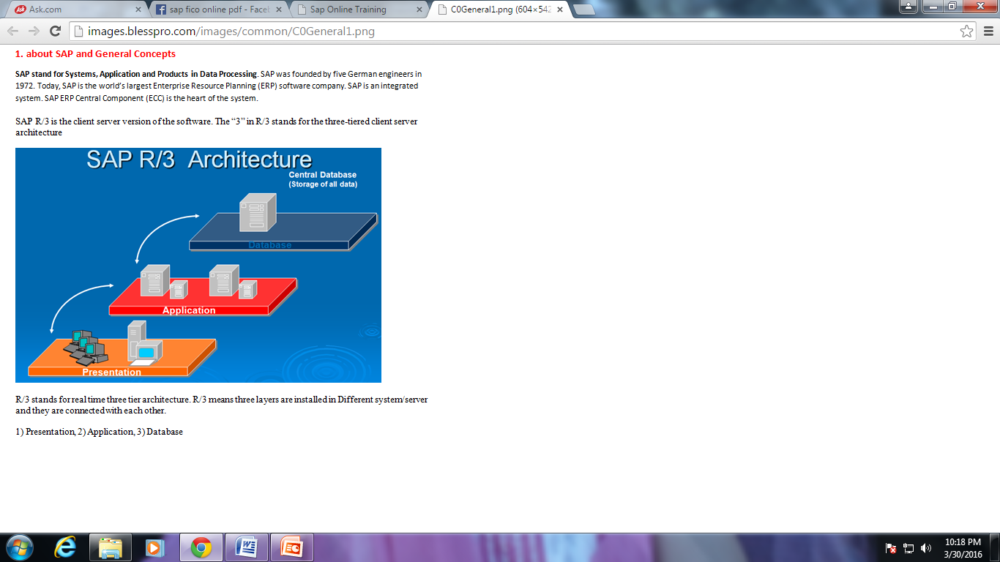 Ask.com
sap fico online pdf - Facel
Sap Online Training
C0General1.png (604×542
images.blesspro.com/images/common/C0General1.png
1. about SAP and General Concepts
SAP stand for Systems, Application and Products in Data Processing. SAP was founded by five German engineers in
1972. Today, SAP is the world's largest Enterprise Resource Planning (ERP) software company. SAP is an integrated
system. SAP ERP Central Component (ECC) is the heart of the system.
SAP R/3 is the client server version of the software. The “3” in R/3 stands for the three-tiered client server
architecture
SAP R/3 Architecture
Central Database
(Storage of all data)
Database
Application
Presentation
R/3 stands for real time three tier architecture. R/3 means three layers are installed in Different system/server
and they are connected with each other.
1) Presentation, 2) Application, 3) Database
10:18 PM
3/30/2016